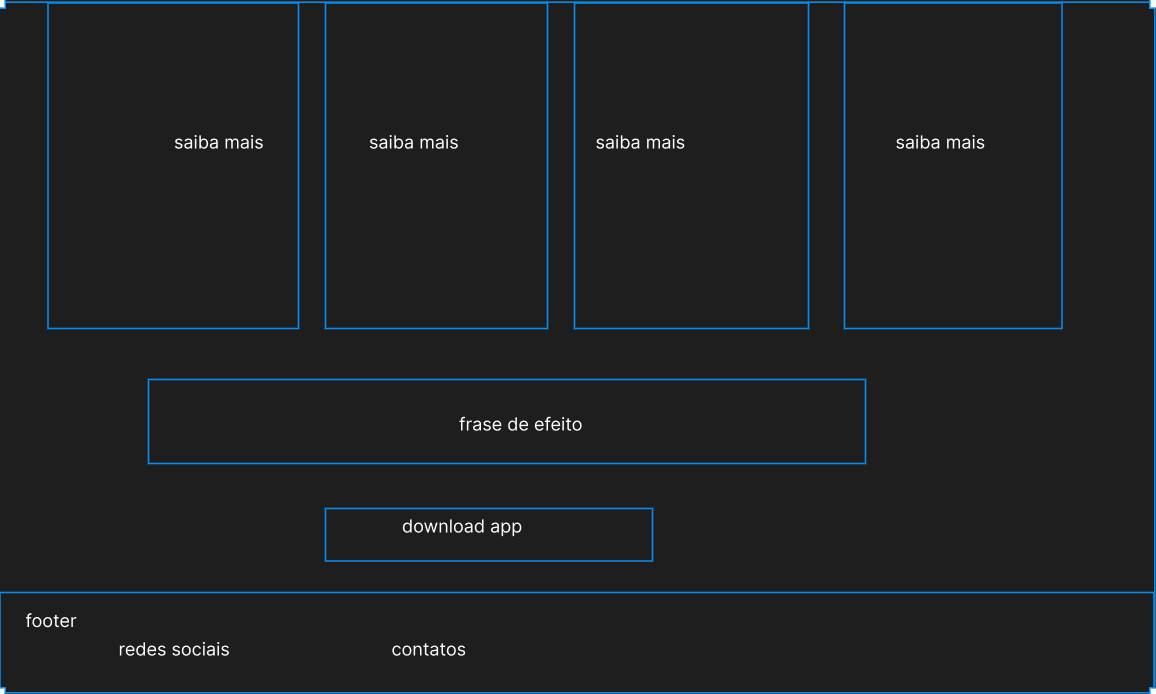 saiba mais
saiba mais
saiba mais
saiba mais
frase de efeito
download app
footer
redes sociais
contatos